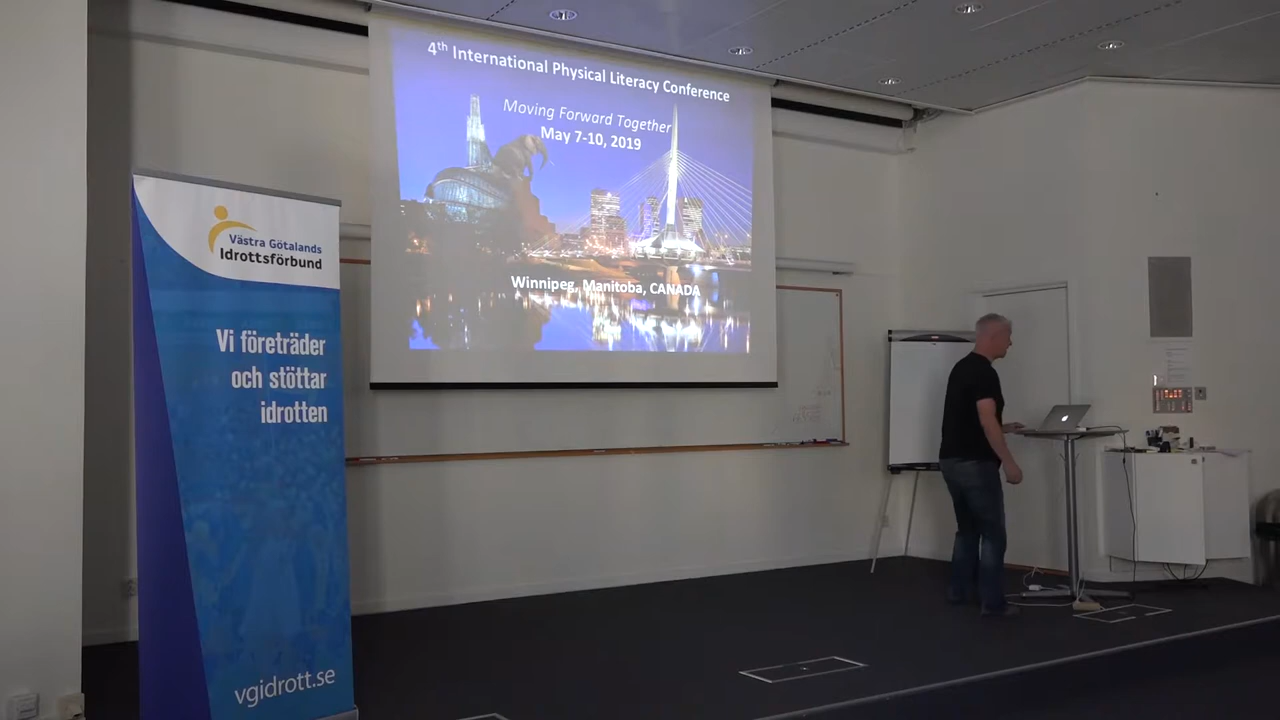 4th International Physical Literacy Conference
Moving Forward Together
May 7-10, 2019
Winnipeg, Manitoba, CANADA
Västra Götalands
Idrottsförbund
Vi företräder
och stöttar
idrotten
vgidrott.se